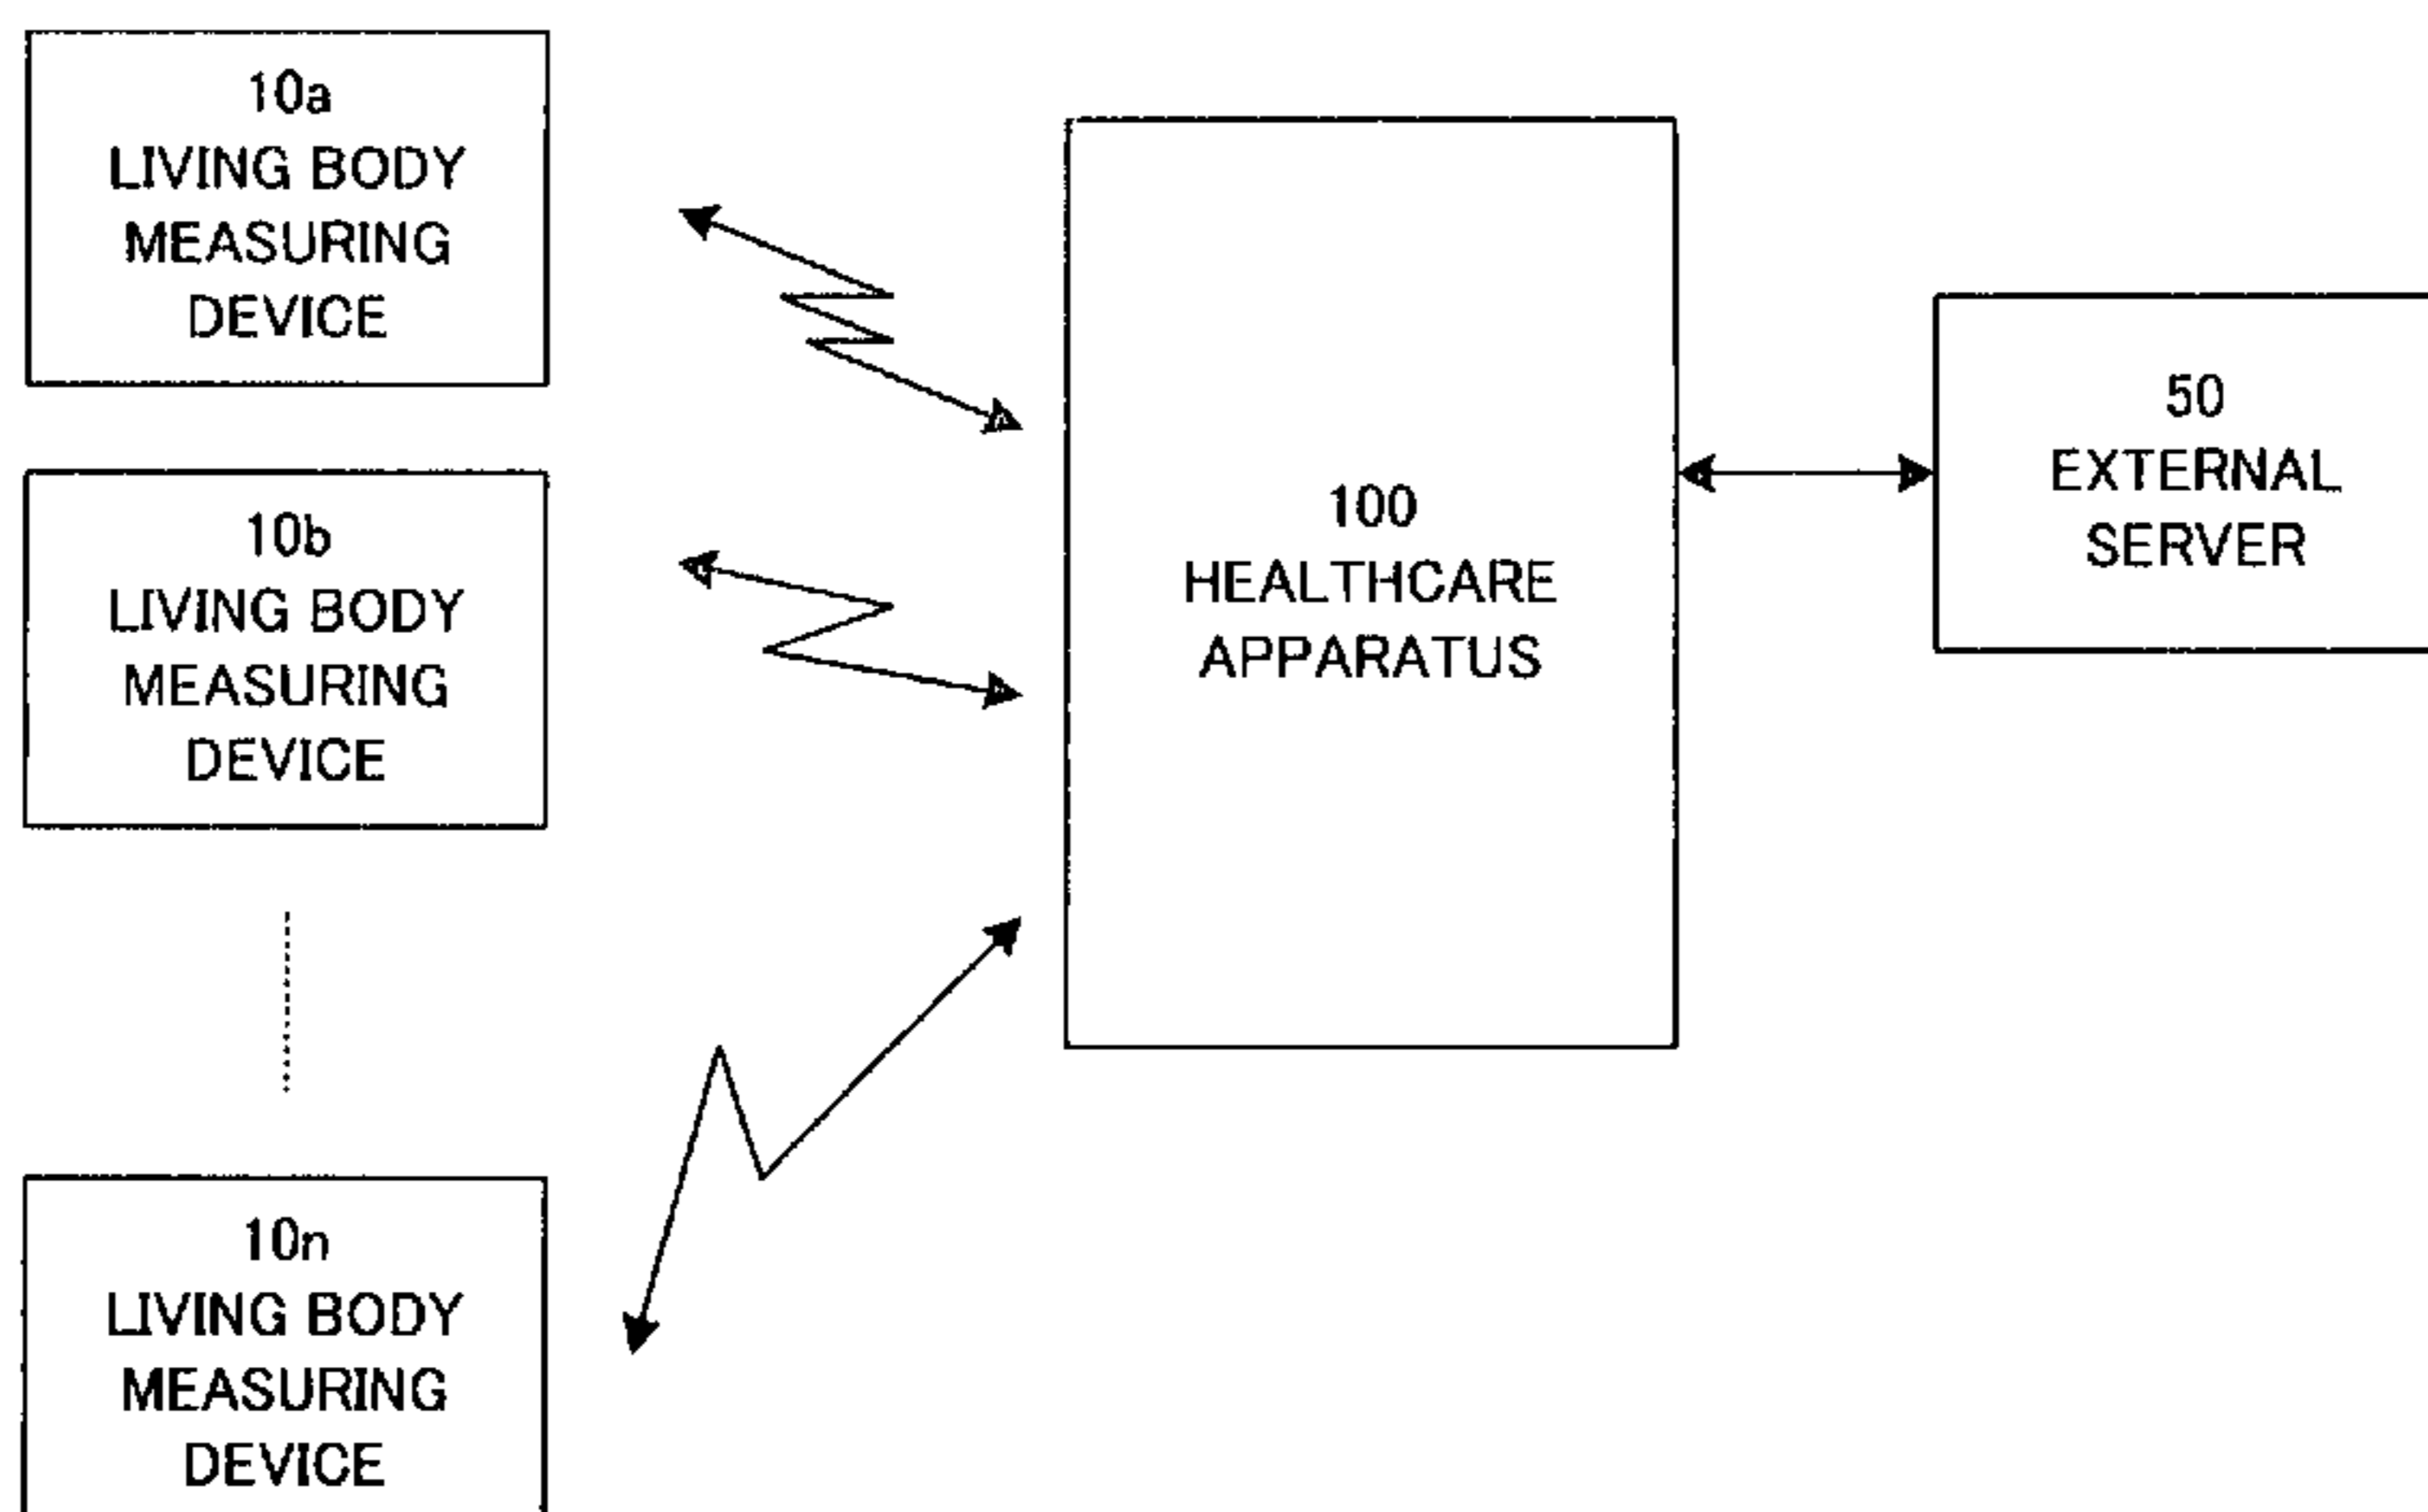 10a
LIVING BODY
MEASURING
DEVICE
10b
LIVING BODY
MEASURING
DEVICE
10n
LIVING BODY
MEASURING
DEVICE
100
HEALTHCARE
APPARATUS
50
EXTERNAL
SERVER